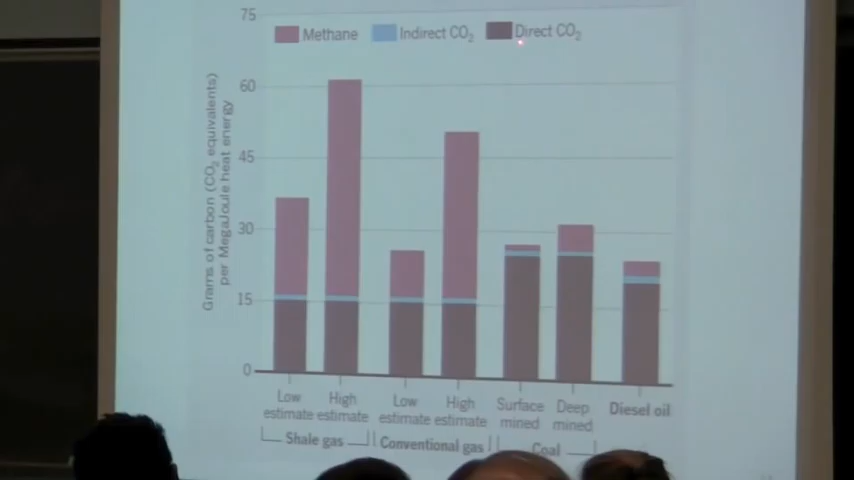 75
Methane Indirect CO₂ Direct CO₂
60
45
30
15
0
Grams of carbon (CO₂ equivalents)
per MegaJoule heat energy
Low estimate
High estimate
Low estimate
High estimate
Surface mined
Deep mined
Diesel oil
Shale gas
Conventional gas
Coal